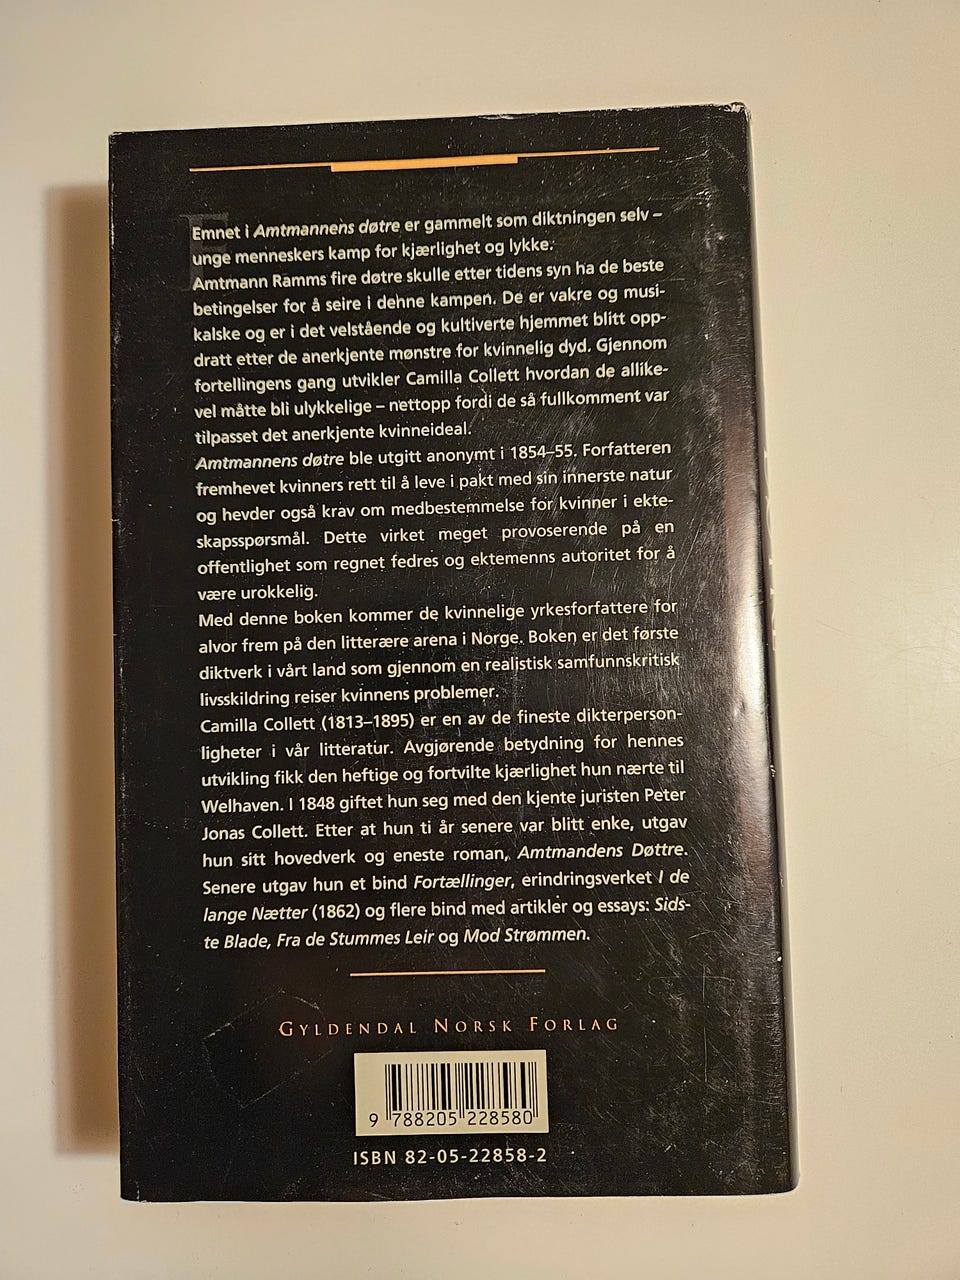 Emnet i Amtmannens døtre er gammelt som diktningen selv –
unge menneskers kamp for kjærlighet og lykke.
Amtmann Ramms fire døtre skulle etter tidens syn ha de beste
betingelser for å seire i denne kampen. De er vakre og musi-
kalske og er i det velstående og kultiverte hjemmet blitt opp-
dratt etter de anerkjente mønstre for kvinnelig dyd. Gjennom
fortellingens gang utvikler Camilla Collett hvordan de allike-
vel måtte bli ulykkelige – nettopp fordi de så fullkomment var
tilpasset det anerkjente kvinneideal.
Amtmannens døtre ble utgitt anonymt i 1854–55. Forfatteren
fremhevet kvinners rett til å leve i pakt med sin innerste natur
og hevder også krav om medbestemmelse for kvinner i ekte-
skapsspørsmål. Dette virket meget provoserende på en
offentlighet som regnet fedres og ektemenns autoritet for å
være urokkelig.
Med denne boken kommer de kvinnelige yrkesforfattere for
alvor frem på den litterære arena i Norge. Boken er det første
diktverk i vårt land som gjennom en realistisk samfunnskritisk
livsskildring reiser kvinnens problemer.
Camilla Collett (1813–1895) er en av de fineste dikterperson-
ligheter i vår litteratur. Avgjørende betydning for hennes
utvikling fikk den heftige og fortvilte kjærlighet hun nærte til
Welhaven. I 1848 giftet hun seg med den kjente juristen Peter
Jonas Collett. Etter at hun ti år senere var blitt enke, utgav
hun sitt hovedverk og eneste roman, Amtmandens Døttre.
Senere utgav hun et bind Fortællinger, erindringsverket I de
lange Nætter (1862) og flere bind med artikler og essays: Sids-
te Blade, Fra de Stummes Leir og Mod Strømmen.
GYLDENDAL NORSK FORLAG
9 788205 228580
ISBN 82-05-22858-2